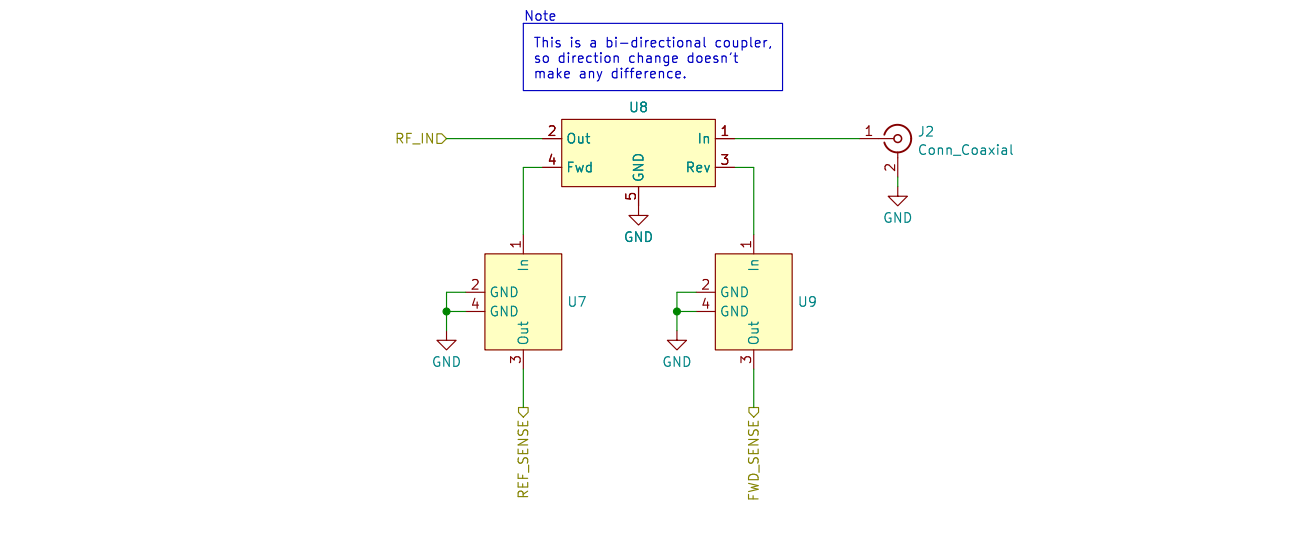 Note
This is a bi-directional coupler,
so direction change doesn't
make any difference.
U8
RF_IN
2
Out
In
1
1
J2
Conn_Coaxial
4
Fwd
GND
Rev
3
2
5
GND
GND
1
In
2
GND
4
GND
U7
Out
3
GND
REF_SENSE
1
In
2
GND
4
GND
U9
Out
3
GND
FWD_SENSE